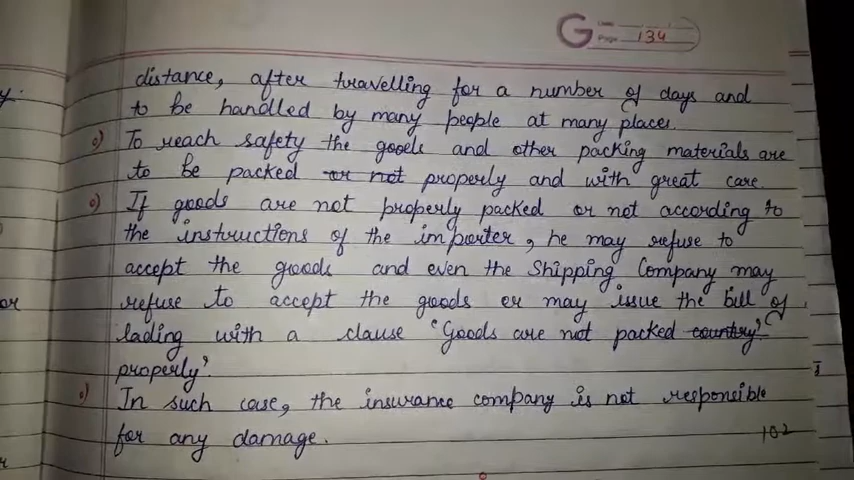 G Date
Page 134
distance, after travelling for a number of days and
to be handled by many people at many places.
o) To reach safety the goods and other packing materials are
to be packed or not properly and with great care.
o) If goods are not properly packed or not according to
the instructions of the importer, he may refuse to
accept the goods and even the Shipping Company may
refuse to accept the goods or may issue the bill of
lading with a clause 'Goods are not packed country'
properly'.
o) In such case, the insurance company is not responsible
for any damage.
102
y.
or